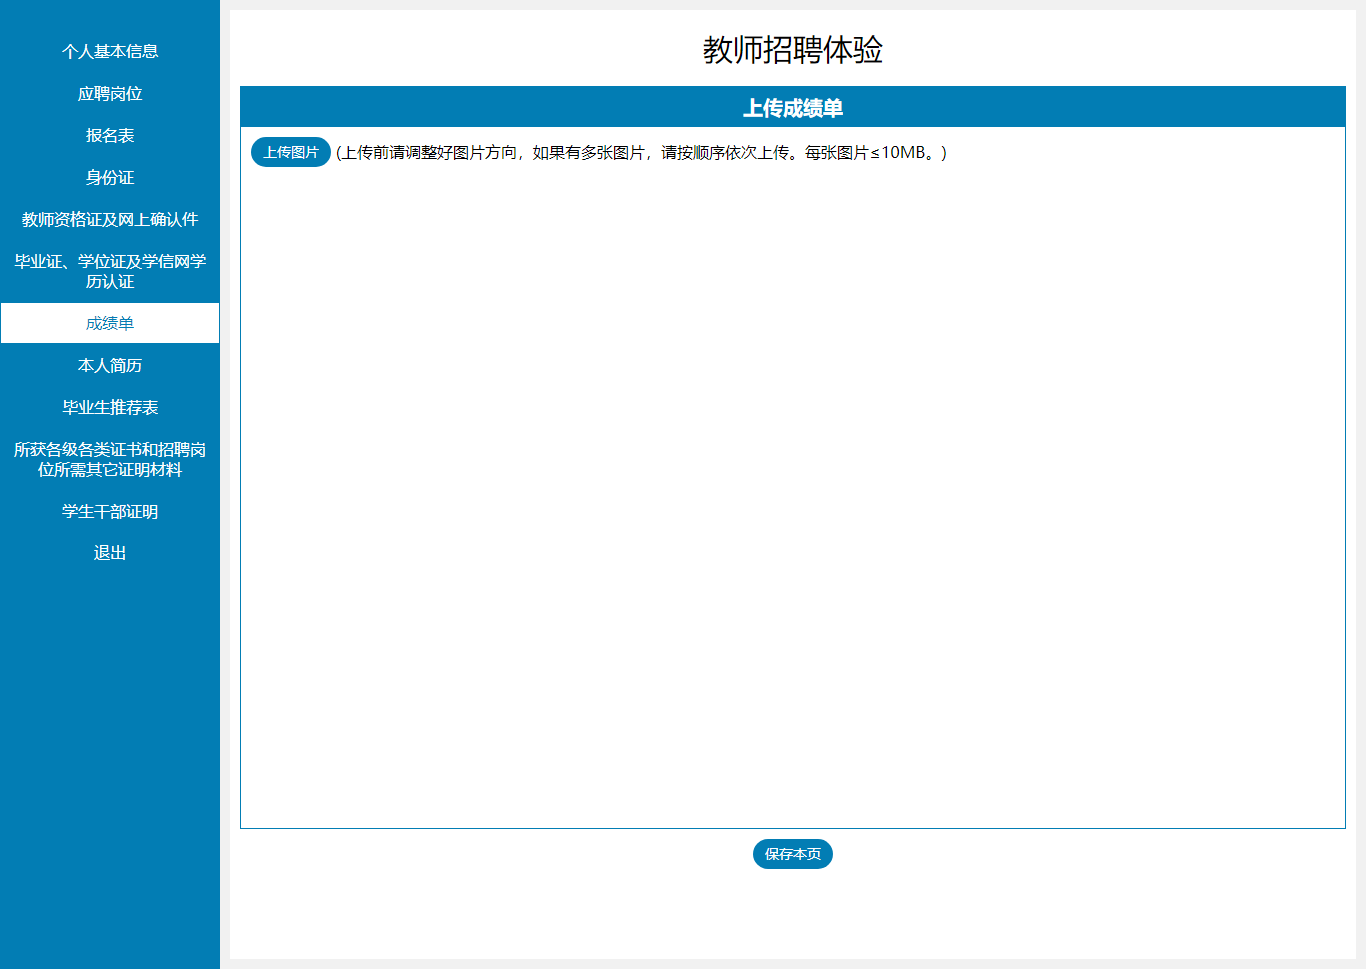 个人基本信息
应聘岗位
报名表
身份证
教师资格证及网上确认件
毕业证、学位证及学信网学
历认证
成绩单
本人简历
毕业生推荐表
所获各级各类证书和招聘岗
位所需其它证明材料
学生干部证明
退出
教师招聘体验
上传成绩单
上传图片 (上传前请调整好图片方向，如果有多张图片，请按顺序依次上传。每张图片≤10MB。)
保存本页